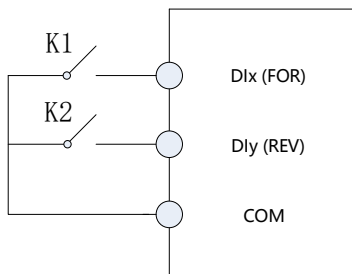 K1
DIx (FOR)
K2
DIy (REV)
COM